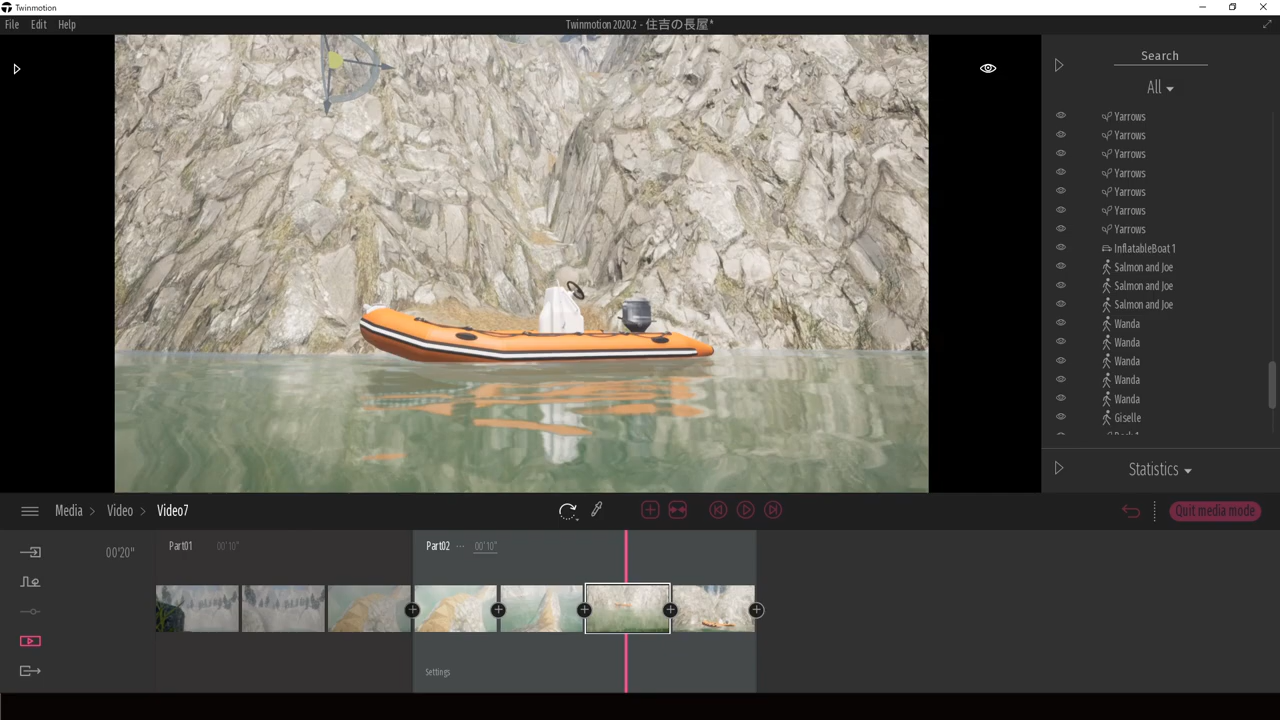 Twinmotion
File Edit Help
Twinmotion 2020.2 - 住吉の長屋*
Search
All
Yarrows
Yarrows
Yarrows
Yarrows
Yarrows
Yarrows
Yarrows
InflatableBoat 1
Salmon and Joe
Salmon and Joe
Salmon and Joe
Wanda
Wanda
Wanda
Wanda
Wanda
Giselle
Statistics
Media > Video > Video7
Quit media mode
00'20"
Part01 00'10"
Part02 ... 00'10"
Settings